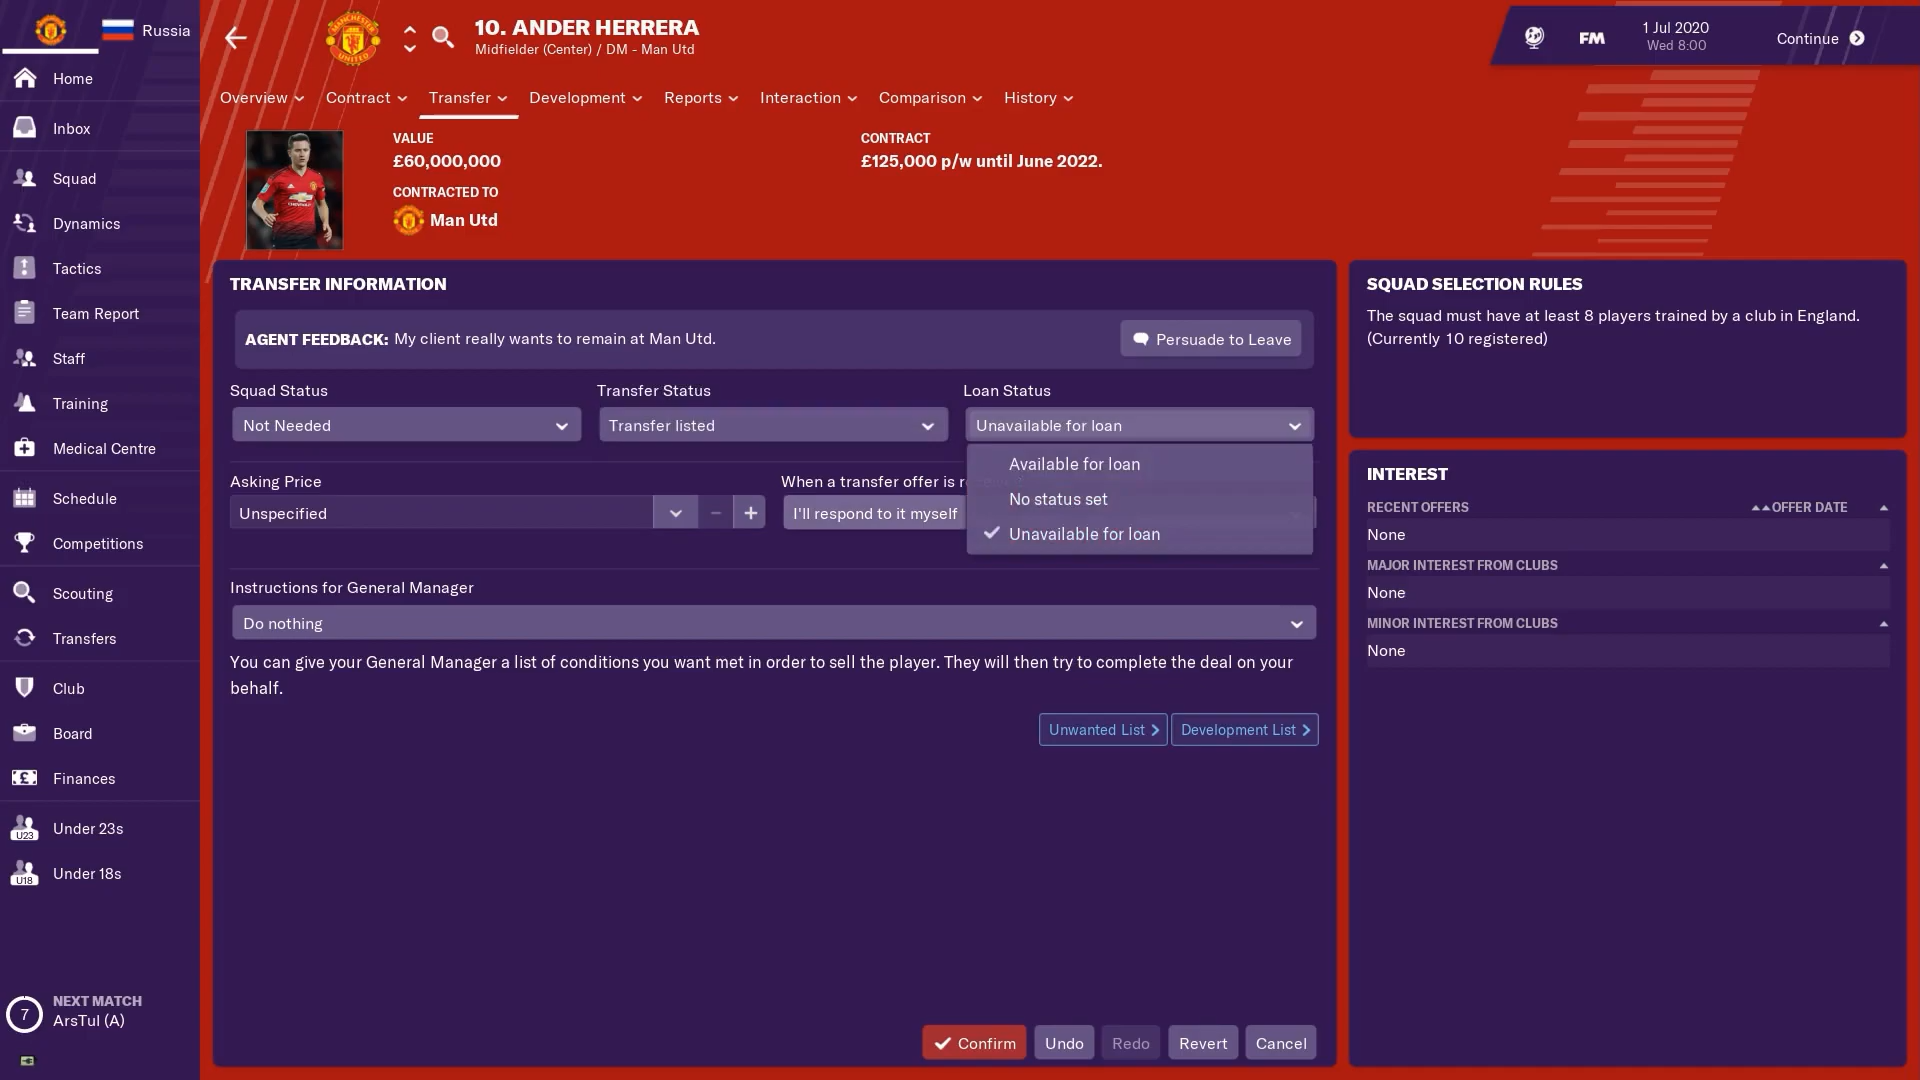 Russia
Home
Inbox
Squad
Dynamics
Tactics
Team Report
Staff
Training
Medical Centre
Schedule
Competitions
Scouting
Transfers
Club
Board
Finances
U23
Under 23s
U18
Under 18s
7
NEXT MATCH
ArsTul (A)
10. ANDER HERRERA
Midfielder (Center) / DM - Man Utd
FM
1 Jul 2020
Wed 8:00
Continue
Overview Contract Transfer Development Reports Interaction Comparison History
VALUE
£60,000,000
CONTRACTED TO
Man Utd
CONTRACT
£125,000 p/w until June 2022.
TRANSFER INFORMATION
AGENT FEEDBACK: My client really wants to remain at Man Utd.
Persuade to Leave
Squad Status
Not Needed
Transfer Status
Transfer listed
Loan Status
Unavailable for loan
Available for loan
No status set
Unavailable for loan
Asking Price
Unspecified
When a transfer offer is
I'll respond to it myself
Instructions for General Manager
Do nothing
You can give your General Manager a list of conditions you want met in order to sell the player. They will then try to complete the deal on your
behalf.
Unwanted List
Development List
Confirm
Undo
Redo
Revert
Cancel
SQUAD SELECTION RULES
The squad must have at least 8 players trained by a club in England.
(Currently 10 registered)
INTEREST
RECENT OFFERS OFFER DATE
None
MAJOR INTEREST FROM CLUBS
None
MINOR INTEREST FROM CLUBS
None